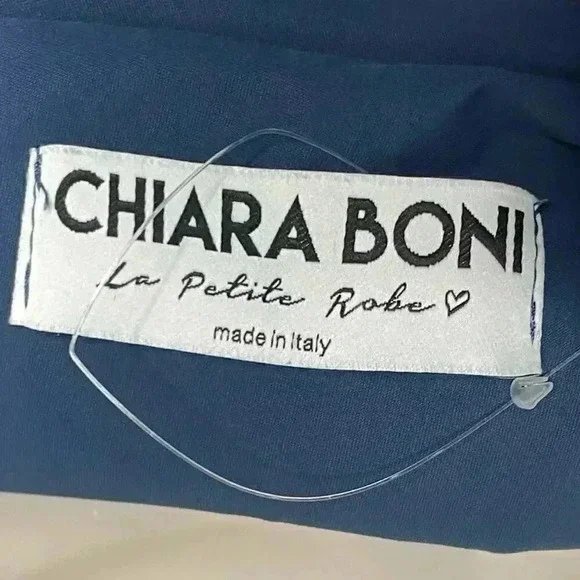 CHIARA BONI
La Petite Robe♡
made in Italy